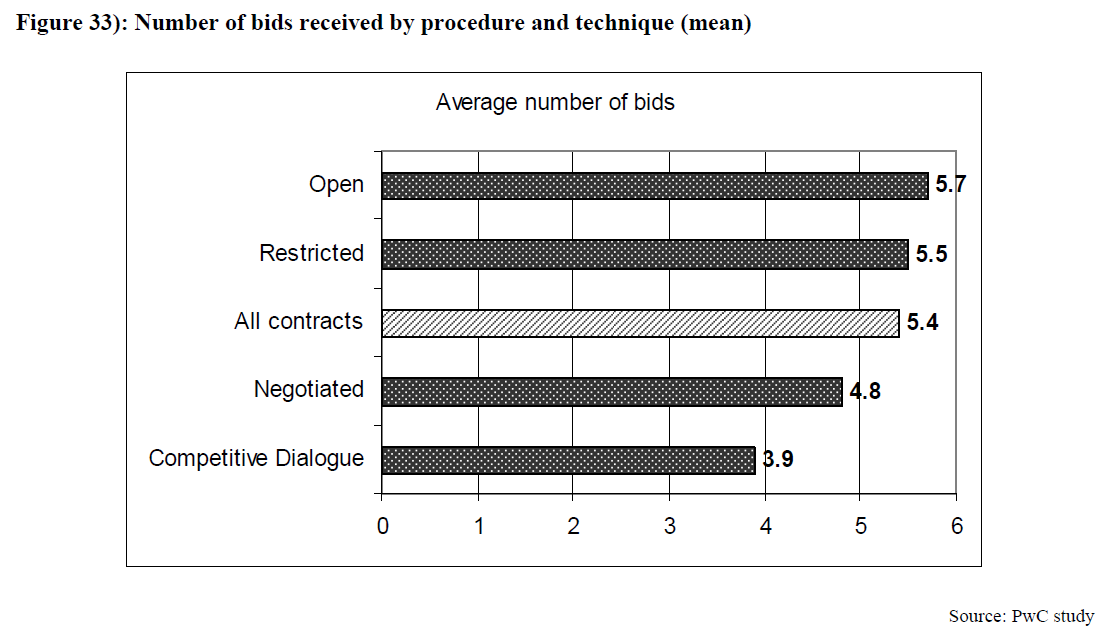 Figure 33): Number of bids received by procedure and technique (mean)
Average number of bids
Open 5.7
Restricted 5.5
All contracts 5.4
Negotiated 4.8
Competitive Dialogue 3.9
0 1 2 3 4 5 6
Source: PwC study